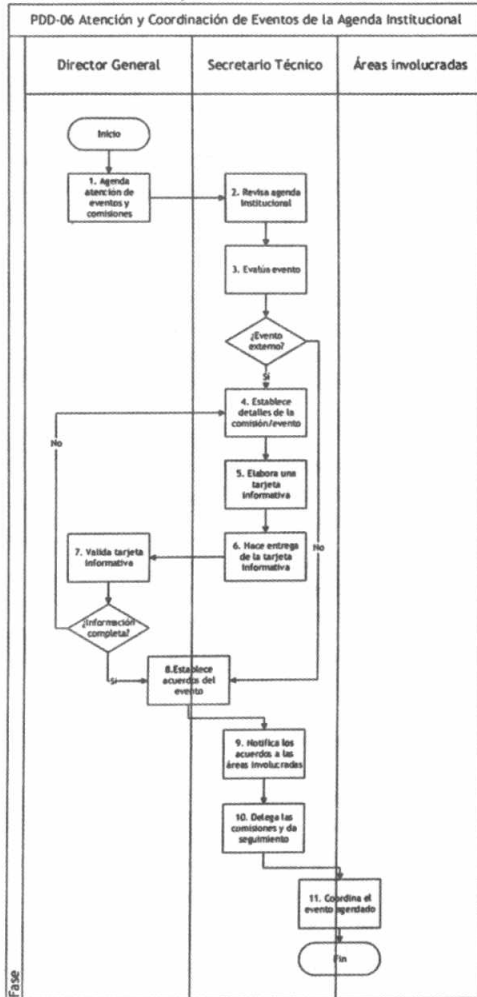 PDD-06 Atención y Coordinación de Eventos de la Agenda Institucional
Director General
Secretario Técnico
Áreas involucradas
Inicio
1. Agenda
atención de
eventos y
comisiones
2. Revisa agenda
Institucional
3. Evalúa evento
¿Evento
externo?
Sí
No
4. Establece
detalles de la
comisión/evento
5. Elabora una
tarjeta
informativa
6. Hace entrega
de la tarjeta
informativa
7. Valida tarjeta
informativa
¿Información
completa?
No
Si
8.Establece
acuerdos del
evento
9. Notifica los
acuerdos a las
áreas involucradas
10. Delega las
comisiones y da
seguimiento
11. Coordina el
evento agendado
Fin
Fase